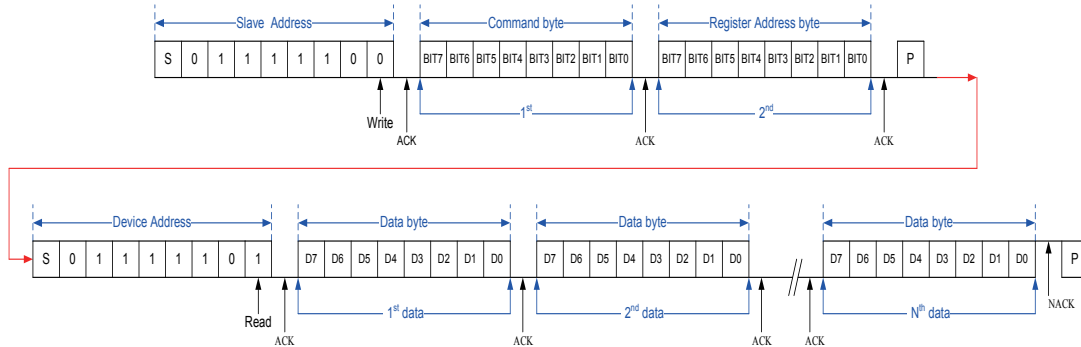 Slave Address Command byte Register Address byte
S 0 1 1 1 1 1 0 0 BIT7 BIT6 BIT5 BIT4 BIT3 BIT2 BIT1 BIT0 BIT7 BIT6 BIT5 BIT4 BIT3 BIT2 BIT1 BIT0 P
1st 2nd
Write ACK ACK ACK
Device Address Data byte Data byte Data byte
S 0 1 1 1 1 1 0 1 D7 D6 D5 D4 D3 D2 D1 D0 D7 D6 D5 D4 D3 D2 D1 D0 // D7 D6 D5 D4 D3 D2 D1 D0 P
1st data 2nd data Nth data NACK
Read ACK ACK ACK ACK